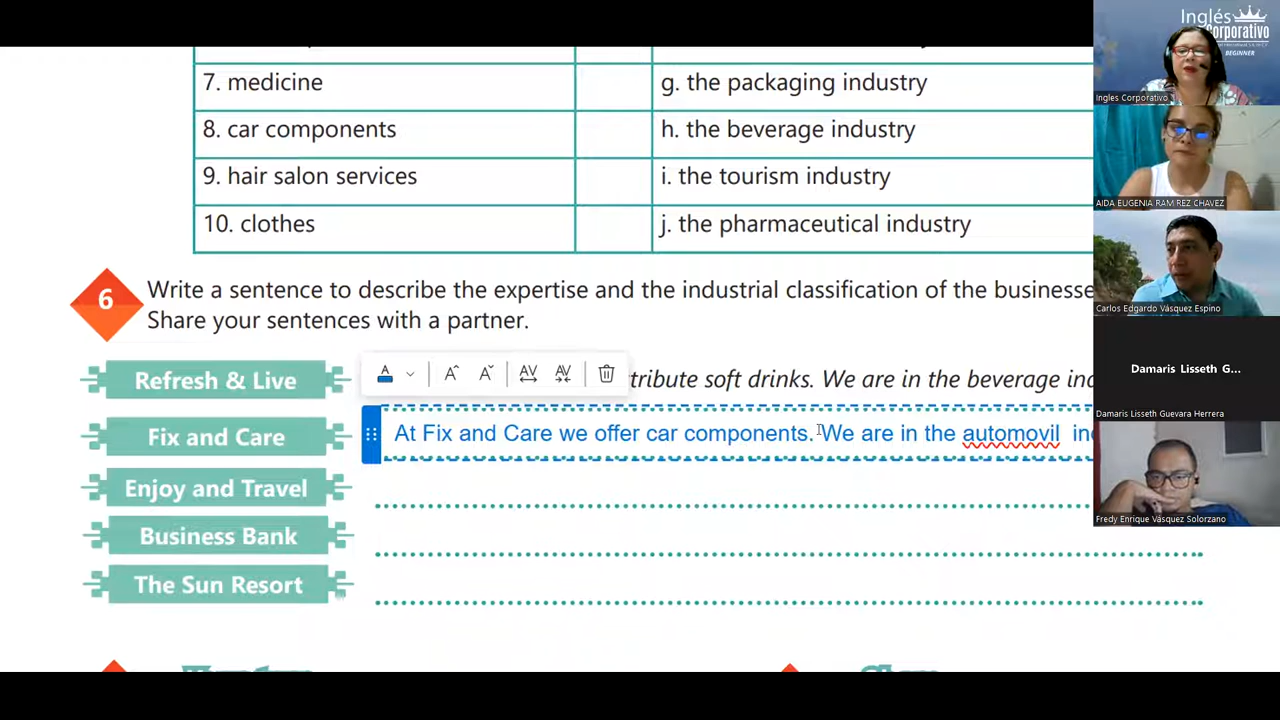 7. medicine
g. the packaging industry
8. car components
h. the beverage industry
9. hair salon services
i. the tourism industry
10. clothes
j. the pharmaceutical industry
6
Write a sentence to describe the expertise and the industrial classification of the businesse
Share your sentences with a partner.
Refresh & Live
tribute soft drinks. We are in the beverage in
Fix and Care
At Fix and Care we offer car components. We are in the automovil in
Enjoy and Travel
Business Bank
The Sun Resort
Inglés
Corporativo
BEGINNER
Ingles Corporativo
AIDA EUGENIA RAM REZ CHAVEZ
Carlos Edgardo Vásquez Espino
Damaris Lisseth G...
Damaris Lisseth Guevara Herrera
Fredy Enrique Vásquez Solorzano